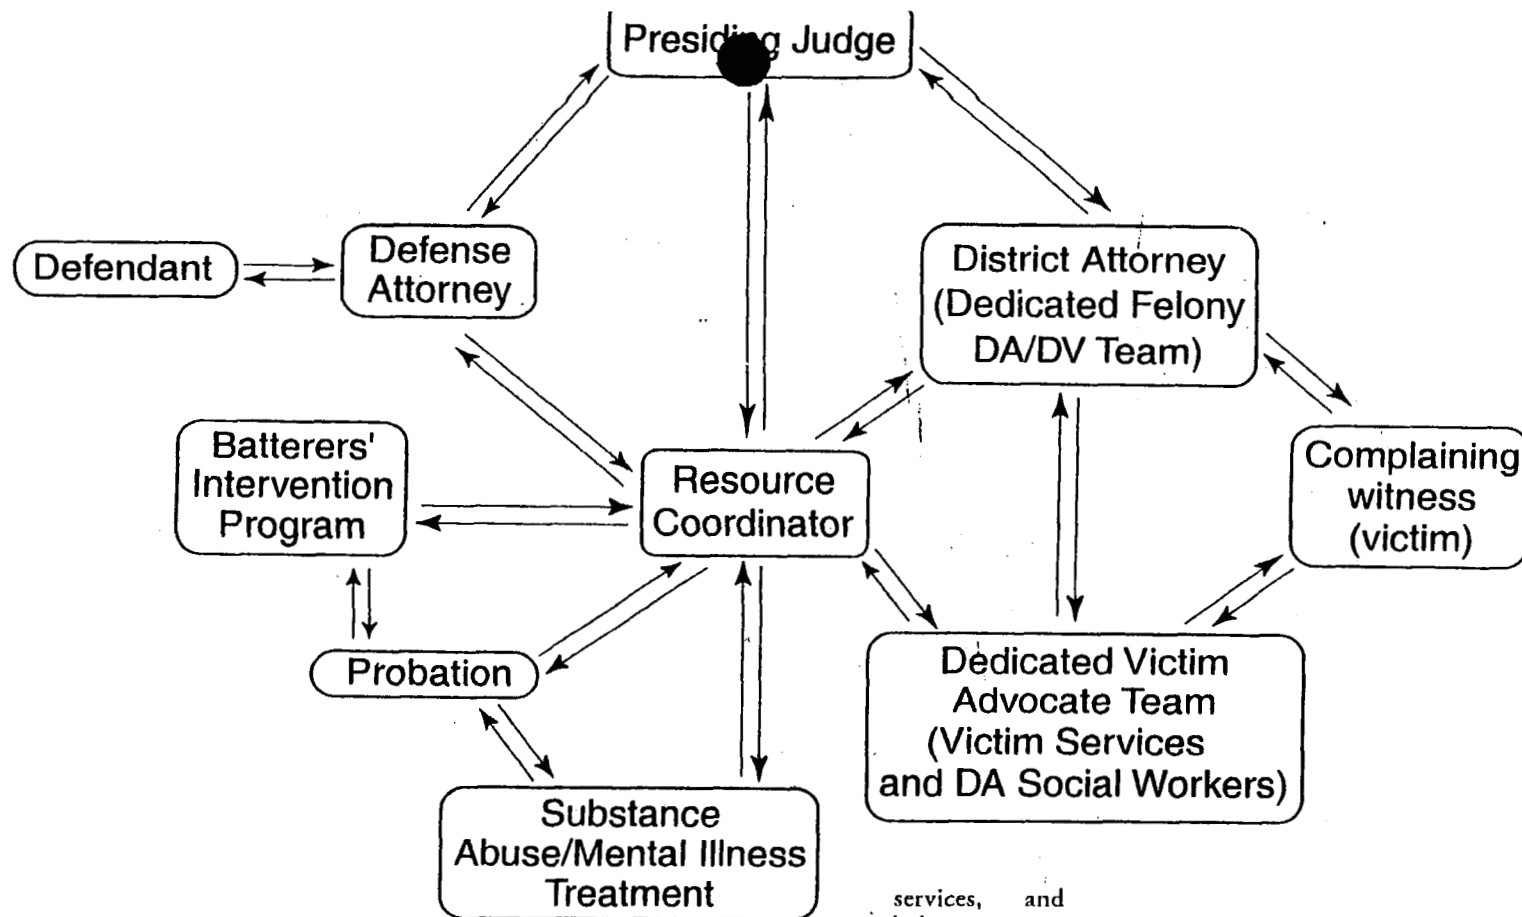 Presiding Judge
Defendant
Defense
Attorney
District Attorney
(Dedicated Felony
DA/DV Team)
Batterers'
Intervention
Program
Resource
Coordinator
Complaining
witness
(victim)
Probation
Dedicated Victim
Advocate Team
(Victim Services
and DA Social Workers)
Substance
Abuse/Mental Illness
Treatment
services, and